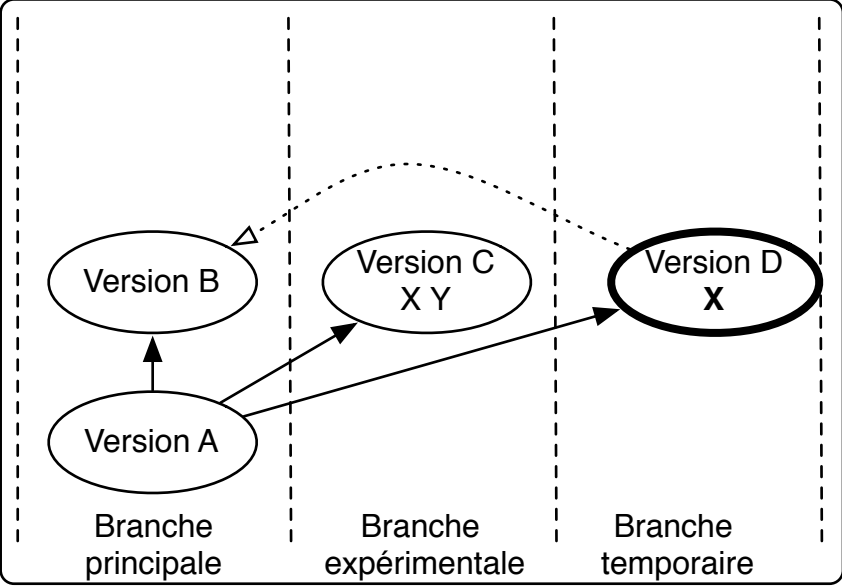 Version B
Version C
X Y
Version D
X
Version A
Branche
principale
Branche
expérimentale
Branche
temporaire